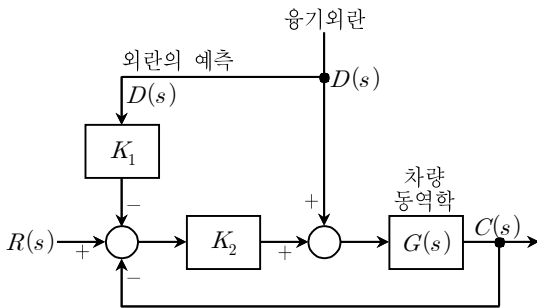 융기외란
외란의 예측
D(s)
D(s)
K₁
−
+
차량
동역학
R(s)
+
K₂
+
G(s)
C(s)
−